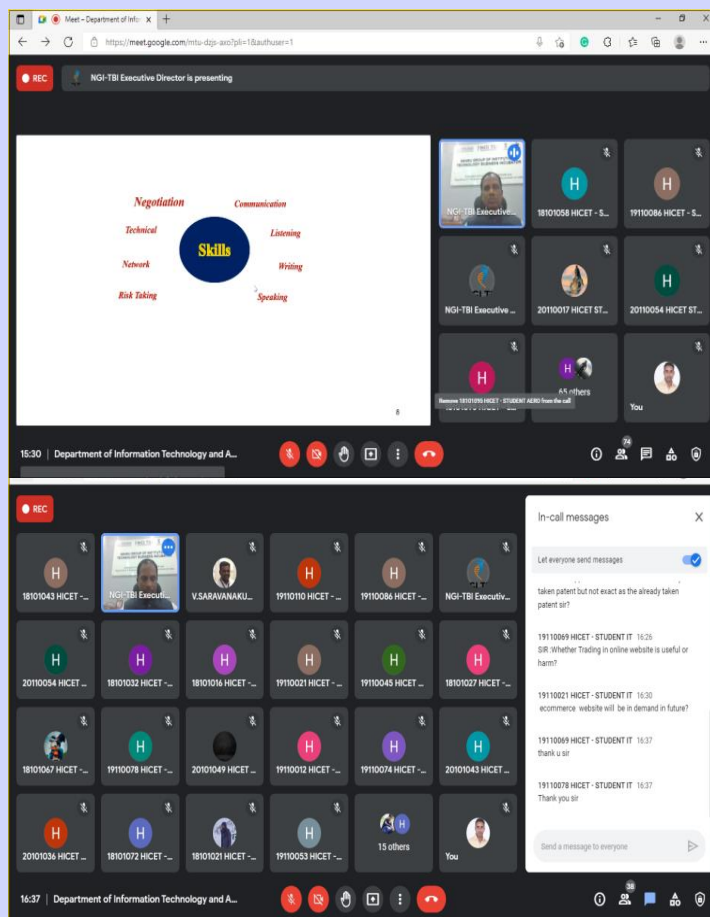 Meet – Department of Infor
https://meet.google.com/mtu-dzjs-axo?pli=1&authuser=1
REC
NGI-TBI Executive Director is presenting
Negotiation
Communication
Technical
Skills
Listening
Network
Writing
Risk Taking
Speaking
8
NGI-TBI Executive...
18101058 HICET - S...
19110086 HICET - S...
NGI-TBI Executive ...
20110017 HICET ST...
20110054 HICET ST...
Remove 18101055 HICET - STUDENT AERO from the call
65 others
You
15:30 | Department of Information Technology and A...
74
REC
18101043 HICET -...
NGI-TBI Executi...
V.SARAVANAKU...
19110110 HICET -...
19110086 HICET -...
NGI-TBI Executiv...
20110054 HICET ...
18101032 HICET -...
18101016 HICET -...
19110021 HICET -...
19110045 HICET -...
18101027 HICET -...
18101067 HICET -...
19110078 HICET -...
20101049 HICET ...
19110012 HICET -...
19110074 HICET -...
20101043 HICET ...
20101036 HICET ...
18101072 HICET -...
18101021 HICET -...
19110053 HICET -...
15 others
You
In-call messages
Let everyone send messages
taken patent but not exact as the already taken
patent sir?
19110069 HICET - STUDENT IT 16:26
SIR :Whether Trading in online website is useful or
harm?
19110021 HICET - STUDENT IT 16:30
ecommerce website will be in demand in future?
19110069 HICET - STUDENT IT 16:37
thank u sir
19110078 HICET - STUDENT IT 16:37
Thank you sir
Send a message to everyone
16:37 | Department of Information Technology and A...
38